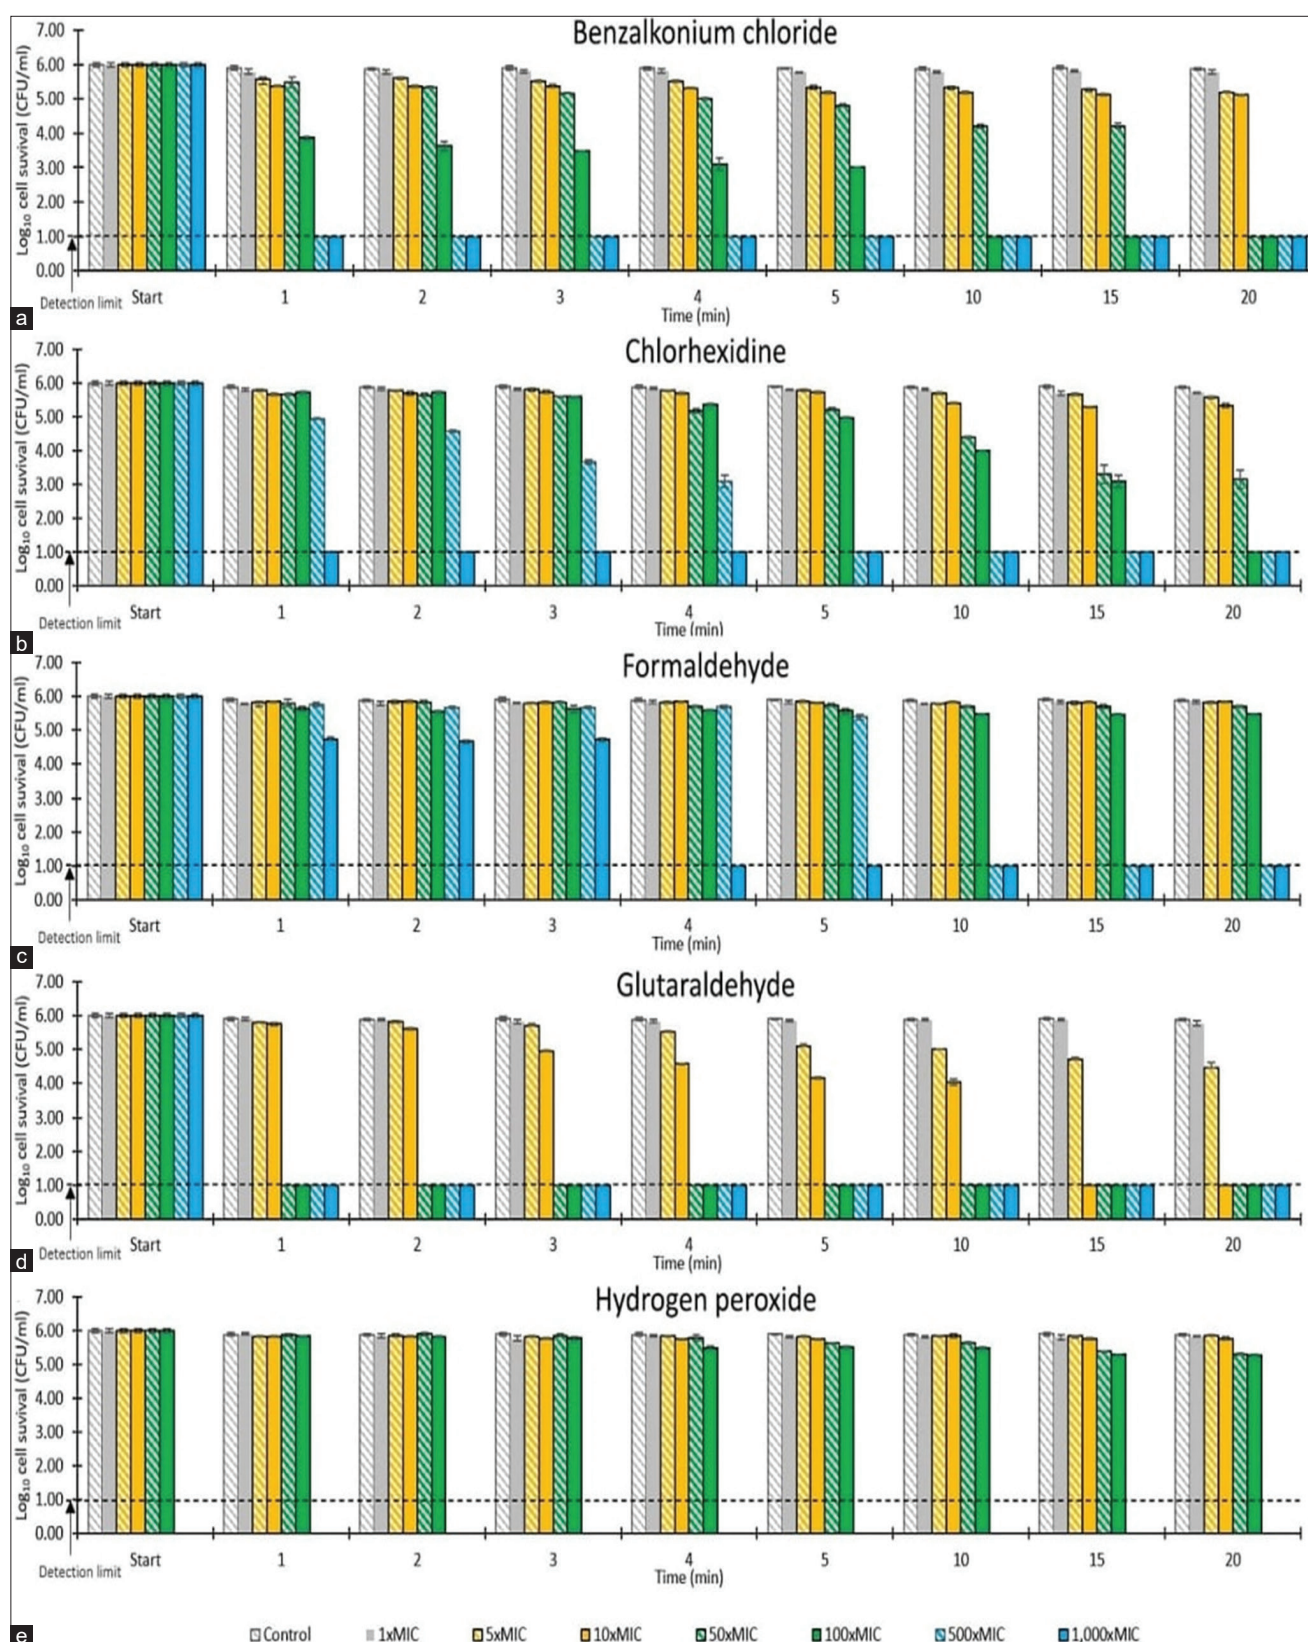 Benzalkonium chloride
Log₁₀ cell suvival (CFU/ml)
7.00
6.00
5.00
4.00
3.00
2.00
1.00
0.00
Detection limit
Start 1 2 3 4 5 10 15 20
Time (min)
a
Chlorhexidine
Log₁₀ cell suvival (CFU/ml)
7.00
6.00
5.00
4.00
3.00
2.00
1.00
0.00
Detection limit
Start 1 2 3 4 5 10 15 20
Time (min)
b
Formaldehyde
Log₁₀ cell suvival (CFU/ml)
7.00
6.00
5.00
4.00
3.00
2.00
1.00
0.00
Detection limit
Start 1 2 3 4 5 10 15 20
Time (min)
c
Glutaraldehyde
Log₁₀ cell suvival (CFU/ml)
7.00
6.00
5.00
4.00
3.00
2.00
1.00
0.00
Detection limit
Start 1 2 3 4 5 10 15 20
Time (min)
d
Hydrogen peroxide
Log₁₀ cell suvival (CFU/ml)
7.00
6.00
5.00
4.00
3.00
2.00
1.00
0.00
Detection limit
Start 1 2 3 4 5 10 15 20
Time (min)
e
Control 1xMIC 5xMIC 10xMIC 50xMIC 100xMIC 500xMIC 1,000xMIC